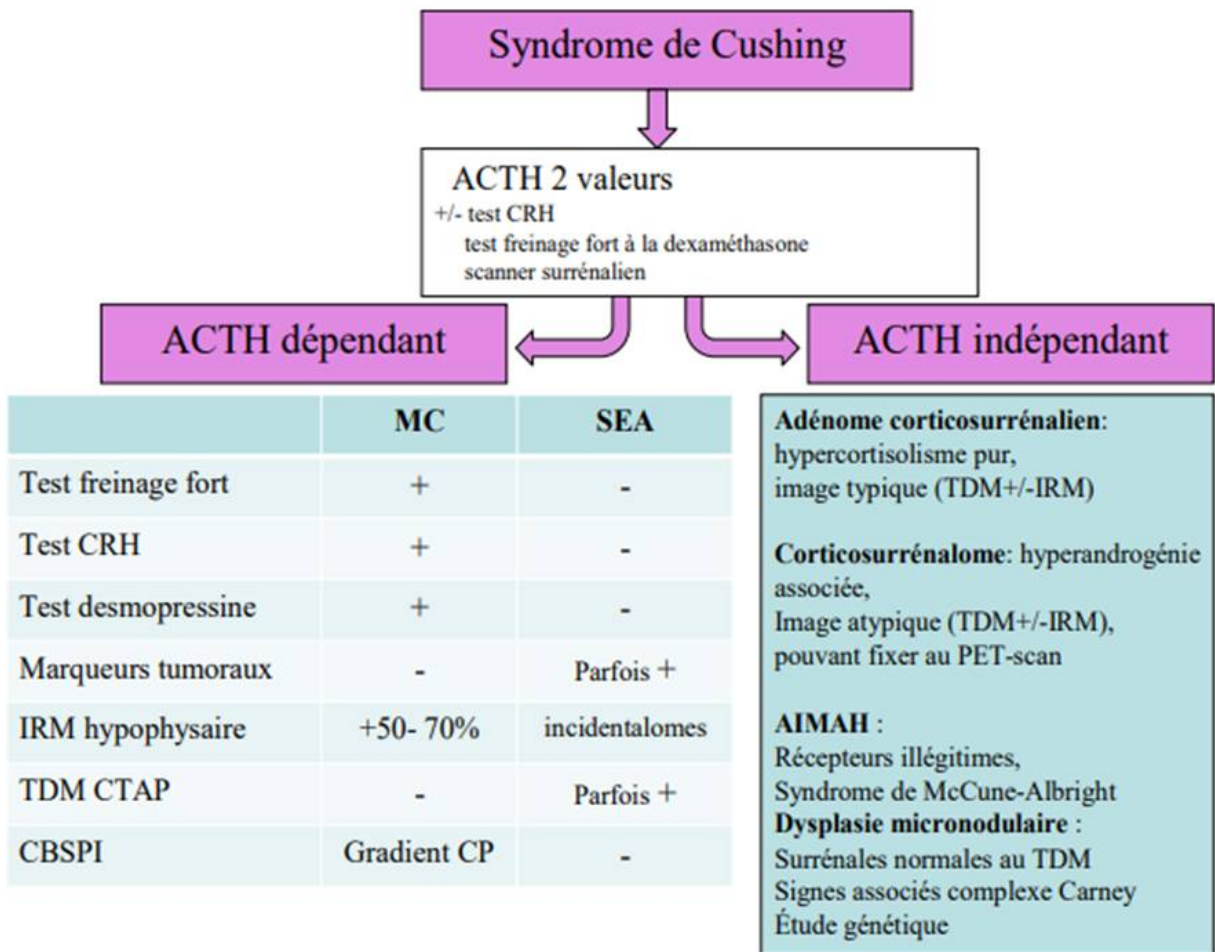 Syndrome de Cushing
ACTH 2 valeurs
+/- test CRH
test freinage fort à la dexaméthasone
scanner surrénalien
ACTH dépendant
ACTH indépendant
MC SEA
Test freinage fort + -
Test CRH + -
Test desmopressine + -
Marqueurs tumoraux - Parfois +
IRM hypophysaire +50- 70% incidentalomes
TDM CTAP - Parfois +
CBSPI Gradient CP -
Adénome corticosurrénalien:
hypercortisolisme pur,
image typique (TDM+/-IRM)
Corticosurrénalome: hyperandrogénie
associée,
Image atypique (TDM+/-IRM),
pouvant fixer au PET-scan
AIMAH :
Récepteurs illégitimes,
Syndrome de McCune-Albright
Dysplasie micronodulaire :
Surrénales normales au TDM
Signes associés complexe Carney
Étude génétique